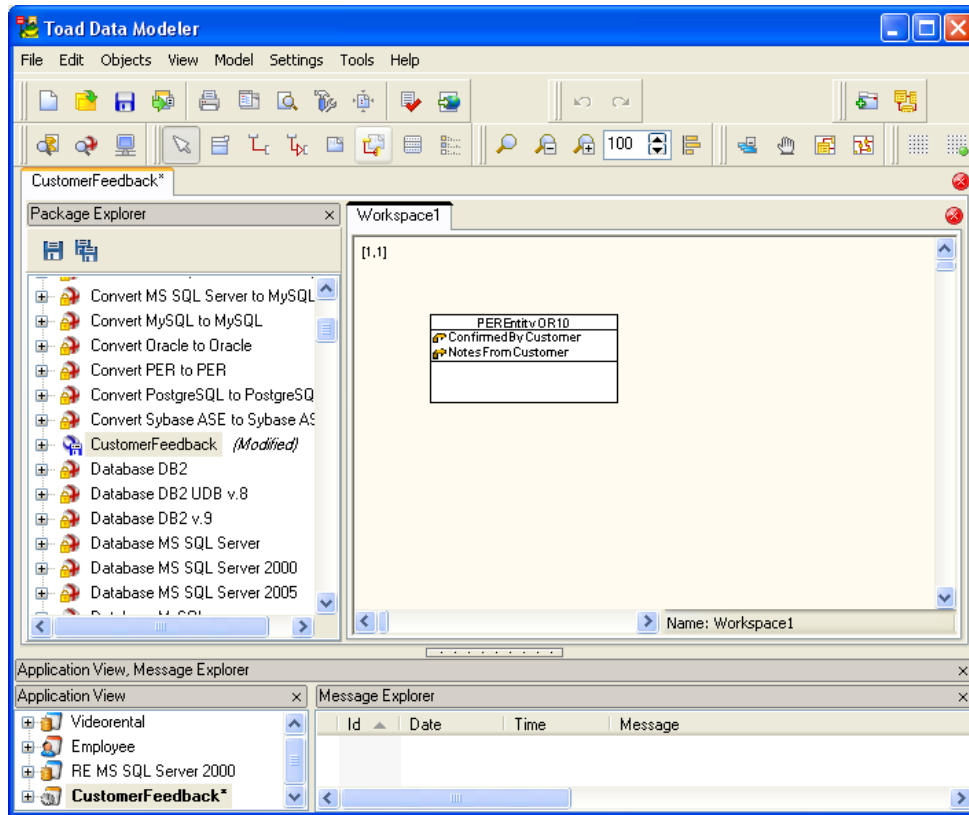 Toad Data Modeler
File Edit Objects View Model Settings Tools Help
100
CustomerFeedback*
Package Explorer
Workspace1
[1,1]
Convert MS SQL Server to MySQL
Convert MySQL to MySQL
Convert Oracle to Oracle
Convert PER to PER
Convert PostgreSQL to PostgreSQ
Convert Sybase ASE to Sybase AS
CustomerFeedback (Modified)
Database DB2
Database DB2 UDB v.8
Database DB2 v.9
Database MS SQL Server
Database MS SQL Server 2000
Database MS SQL Server 2005
PEREntityOR10
ConfirmedByCustomer
NotesFromCustomer
Name: Workspace1
Application View, Message Explorer
Application View
Videorental
Employee
RE MS SQL Server 2000
CustomerFeedback*
Message Explorer
Id Date Time Message